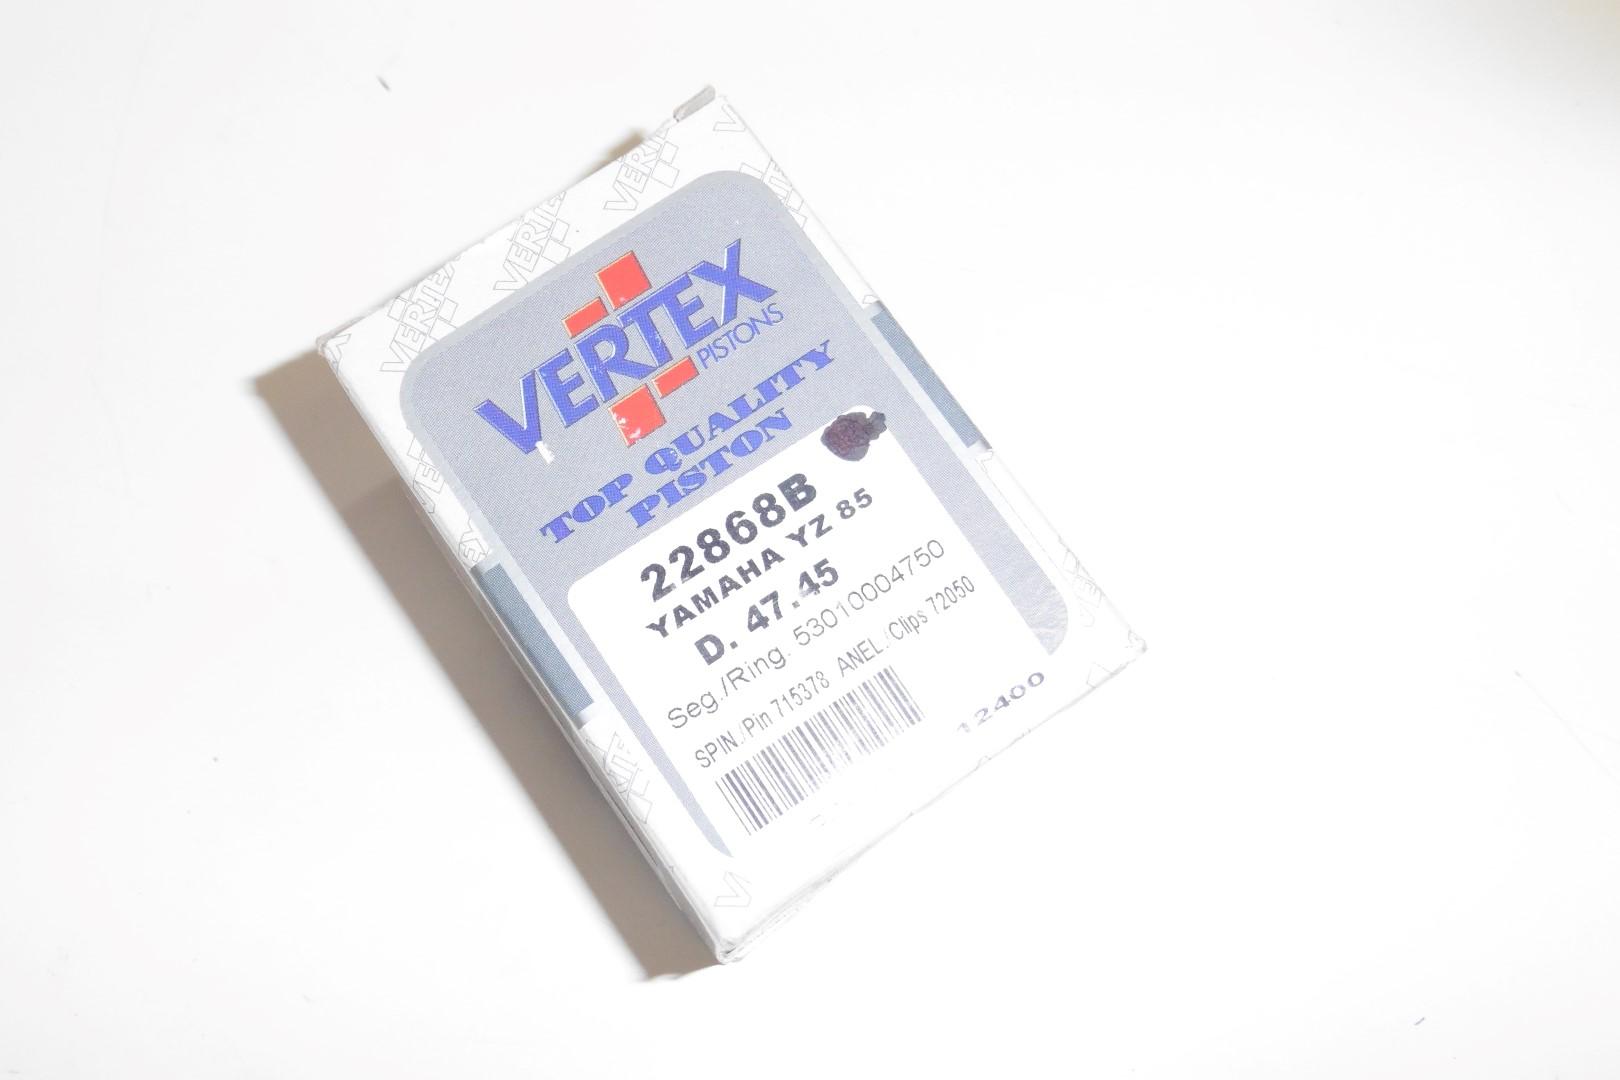 VERTEX
PISTONS
TOP QUALITY
PISTON
22868B
YAMAHA YZ 85
D. 47.45
Seg./Ring. 53010004750
SPIN./Pin 715378 ANEL./Clips 72050
12400